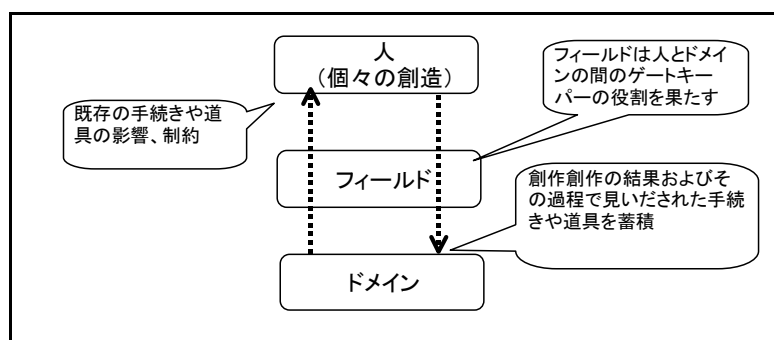 人
(個々の創造)
フィールドは人とドメイ
ンの間のゲートキー
パーの役割を果たす
既存の手続きや道
具の影響、制約
フィールド
創作創作の結果およびそ
の過程で見いだされた手続
きや道具を蓄積
ドメイン